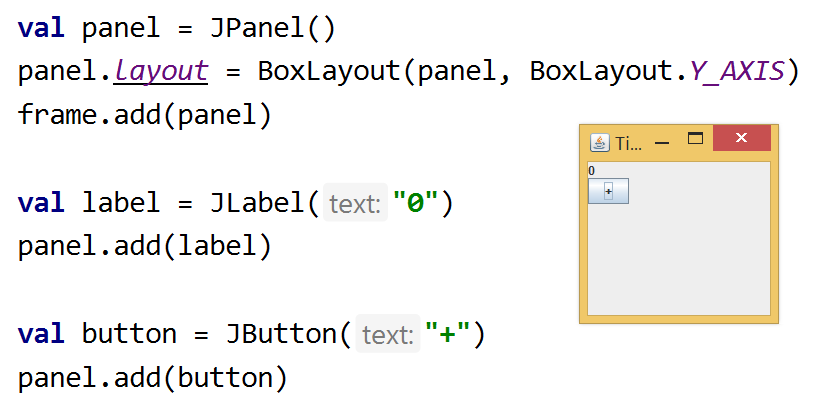 val panel = JPanel()
panel.layout = BoxLayout(panel, BoxLayout.Y_AXIS)
frame.add(panel)
val label = JLabel( text: "0")
panel.add(label)
val button = JButton( text: "+")
panel.add(button)
Ti...
0
+